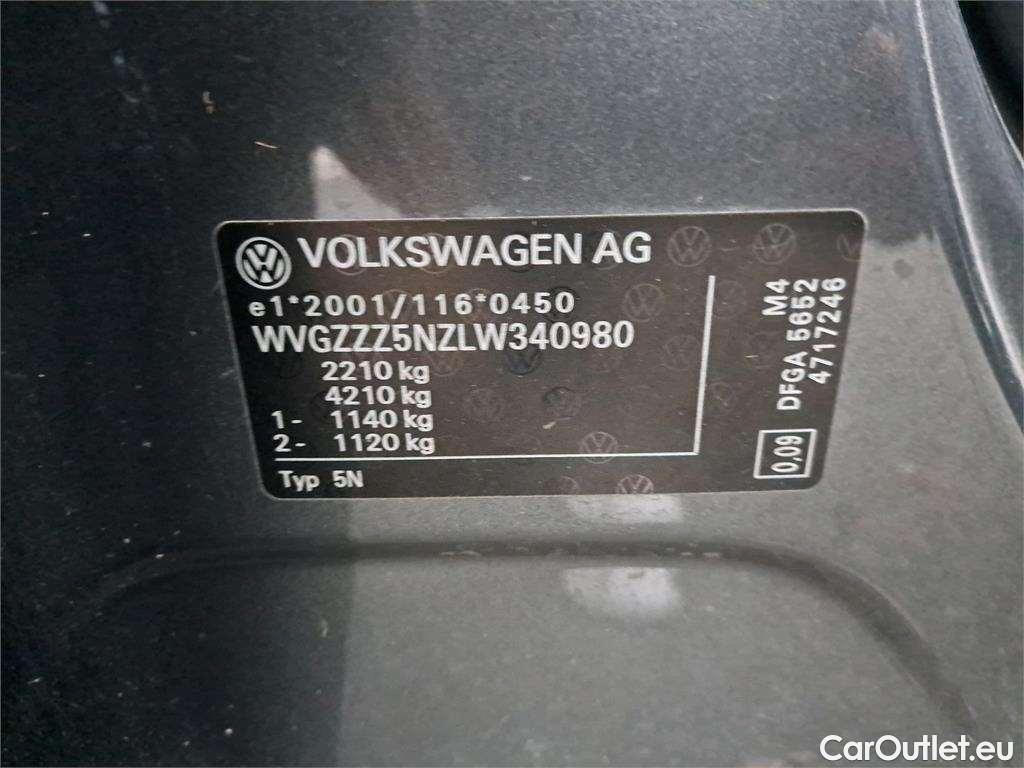 VOLKSWAGEN AG
e1*2001/116*0450
WVGZZZ5NZLW340980
2210 kg
4210 kg
1- 1140 kg
2- 1120 kg
Typ 5N
M4
DFGA 5652
4717246
0,09
CarOutlet.eu